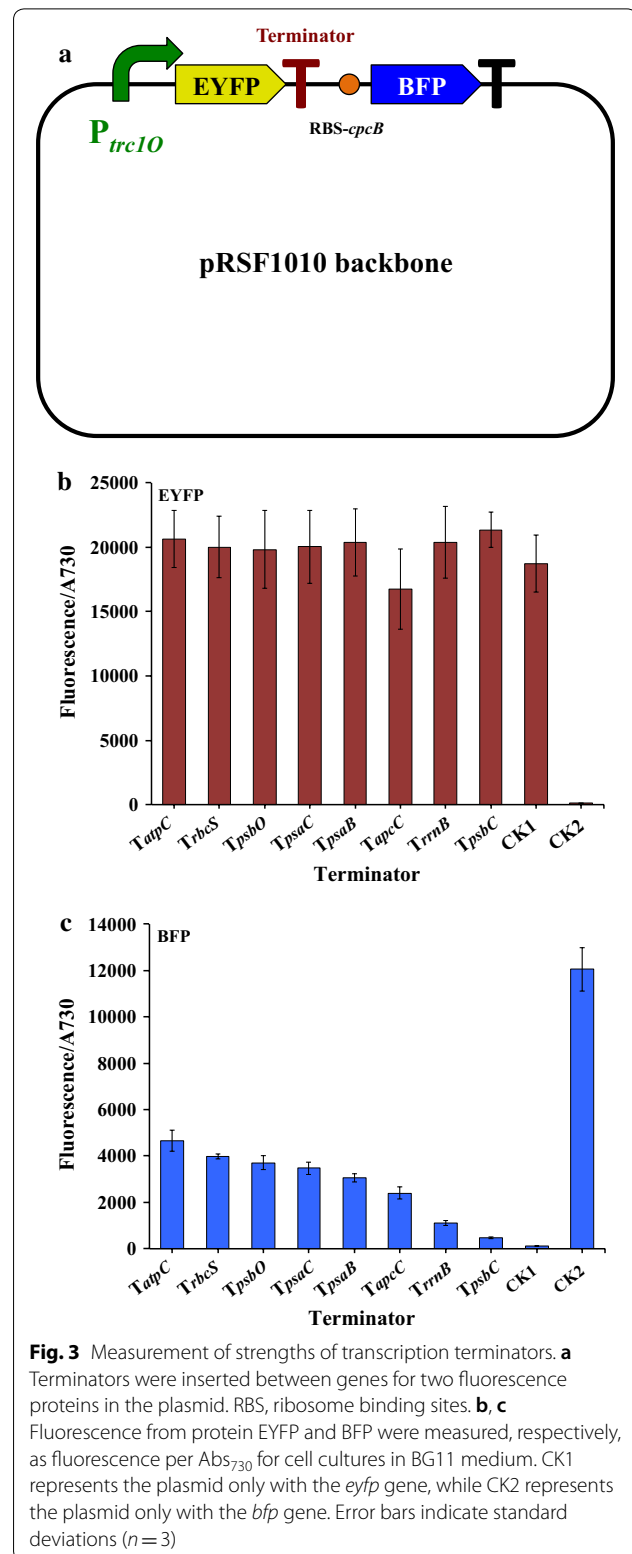 a
Terminator
EYFP
BFP
RBS-cpcB
Ptrc1O
pRSF1010 backbone
b
EYFP
25000
20000
15000
10000
5000
0
Fluorescence/A730
TatpC
TrbcS
TpsbO
TpsaC
TpsaB
TapcC
TrrnB
TpsbC
CK1
CK2
Terminator
c
BFP
14000
12000
10000
8000
6000
4000
2000
0
Fluorescence/A730
TatpC
TrbcS
TpsbO
TpsaC
TpsaB
TapcC
TrrnB
TpsbC
CK1
CK2
Terminator
Fig. 3 Measurement of strengths of transcription terminators. a
Terminators were inserted between genes for two fluorescence
proteins in the plasmid. RBS, ribosome binding sites. b, c
Fluorescence from protein EYFP and BFP were measured, respectively,
as fluorescence per Abs730 for cell cultures in BG11 medium. CK1
represents the plasmid only with the eyfp gene, while CK2 represents
the plasmid only with the bfp gene. Error bars indicate standard
deviations (n = 3)